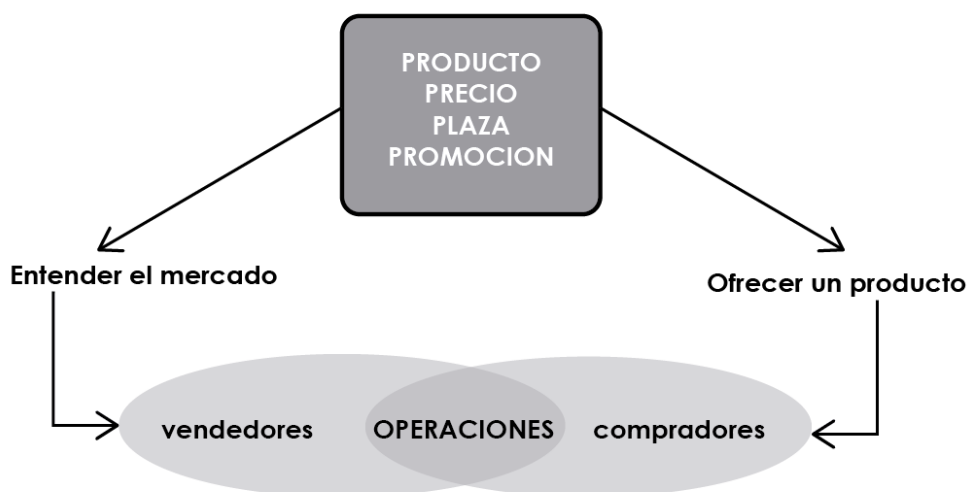 PRODUCTO
PRECIO
PLAZA
PROMOCION
Entender el mercado
Ofrecer un producto
vendedores
OPERACIONES
compradores